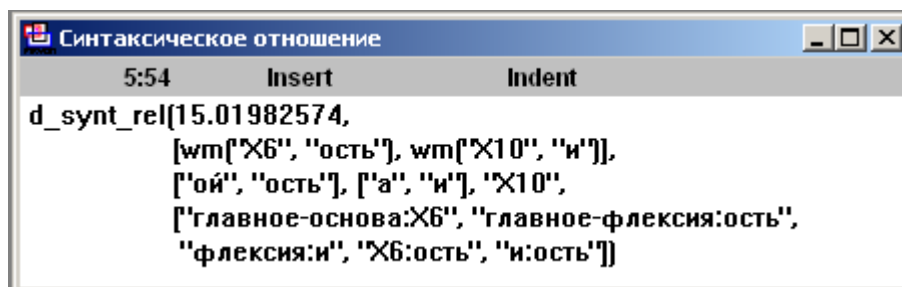 Синтаксическое отношение
5:54 Insert Indent
d_synt_rel(15.01982574,
[wm("X6", "ость"), wm("X10", "и")],
["ой", "ость"], ["а", "и"], "X10",
["главное-основа:X6", "главное-флексия:ость",
"флексия:и", "X6:ость", "и:ость"])